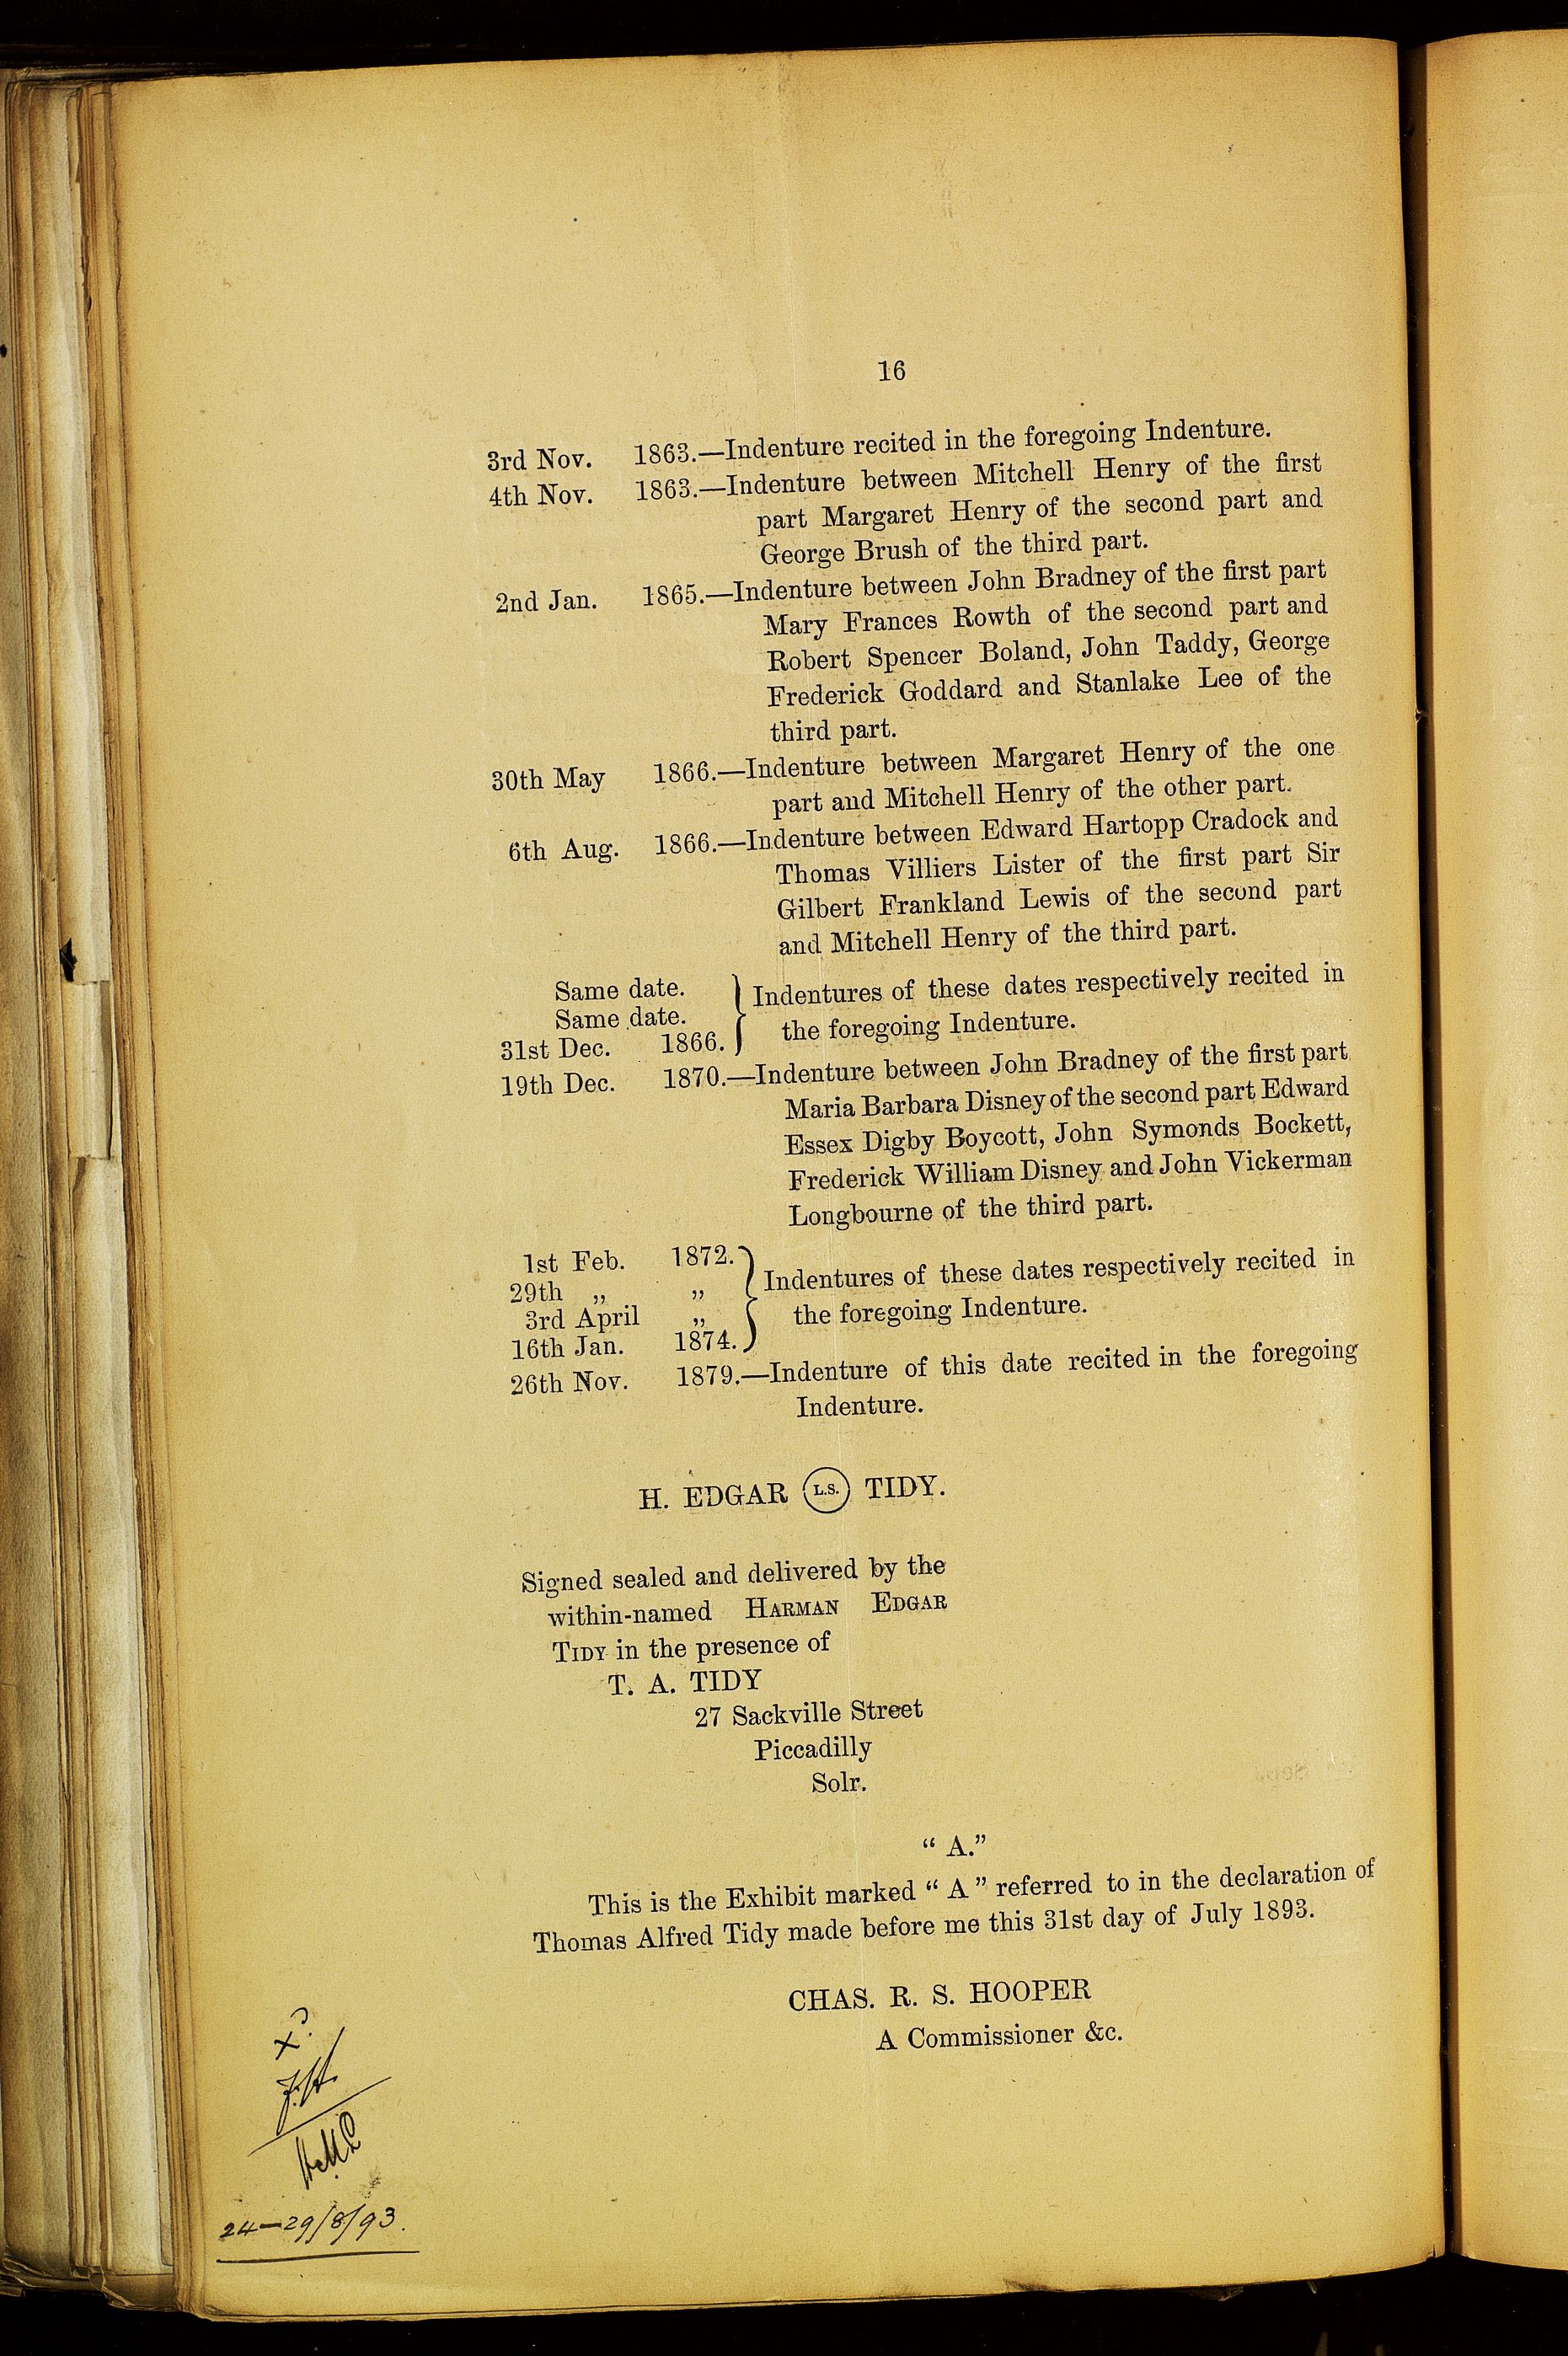 16
3rd Nov. 1863.—Indenture recited in the foregoing Indenture.
4th Nov. 1863.—Indenture between Mitchell Henry of the first
part Margaret Henry of the second part and
George Brush of the third part.
2nd Jan. 1865.—Indenture between John Bradney of the first part
Mary Frances Rowth of the second part and
Robert Spencer Boland, John Taddy, George
Frederick Goddard and Stanlake Lee of the
third part.
30th May 1866.—Indenture between Margaret Henry of the one
part and Mitchell Henry of the other part.
6th Aug. 1866.—Indenture between Edward Hartopp Cradock and
Thomas Villiers Lister of the first part Sir
Gilbert Frankland Lewis of the second part
and Mitchell Henry of the third part.
Same date.
Same date.
31st Dec. 1866.
Indentures of these dates respectively recited in
the foregoing Indenture.
19th Dec. 1870.—Indenture between John Bradney of the first part
Maria Barbara Disney of the second part Edward
Essex Digby Boycott, John Symonds Bockett,
Frederick William Disney and John Vickerman
Longbourne of the third part.
1st Feb. 1872.
29th „ „
3rd April „
16th Jan. 1874.
Indentures of these dates respectively recited in
the foregoing Indenture.
26th Nov. 1879.—Indenture of this date recited in the foregoing
Indenture.
H. EDGAR L.S. TIDY.
Signed sealed and delivered by the
within-named HARMAN EDGAR
TIDY in the presence of
T. A. TIDY
27 Sackville Street
Piccadilly
Solr.
“ A.”
This is the Exhibit marked “ A ” referred to in the declaration of
Thomas Alfred Tidy made before me this 31st day of July 1893.
CHAS. R. S. HOOPER
A Commissioner &c.
24—29/8/93.